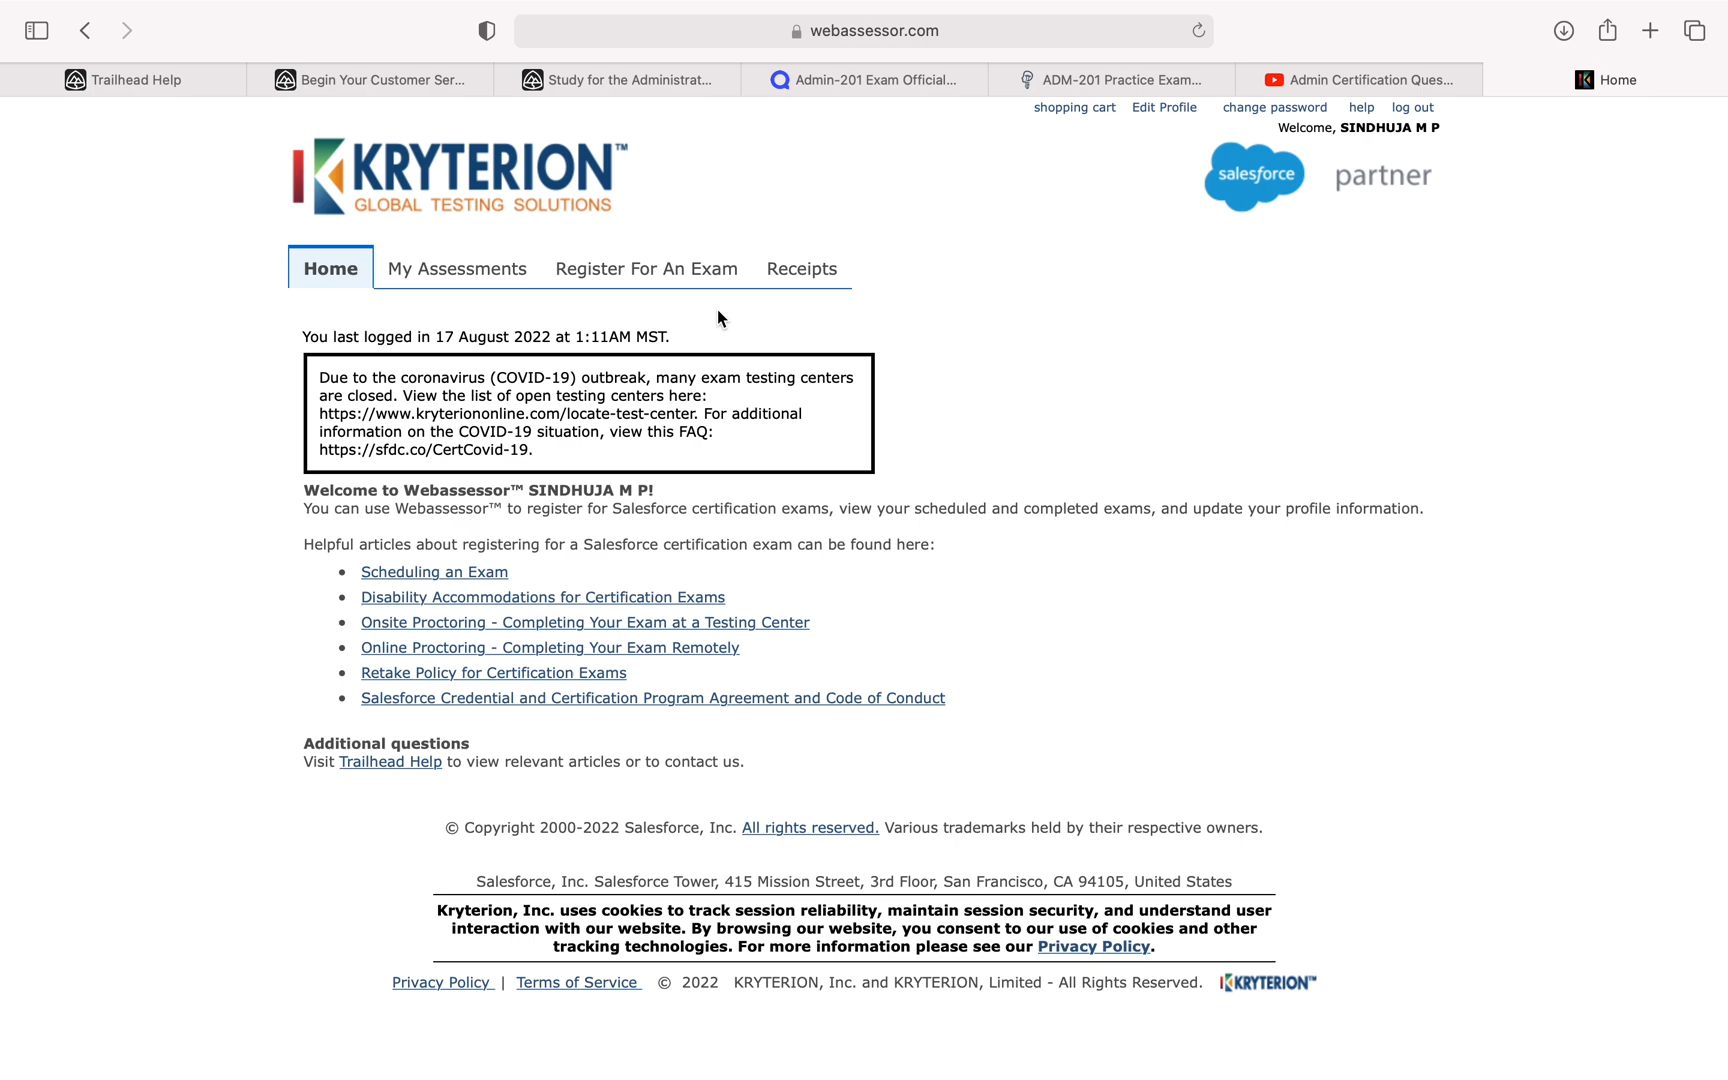 webassessor.com
Trailhead Help
Begin Your Customer Ser...
Study for the Administrat...
Admin-201 Exam Official...
ADM-201 Practice Exam...
Admin Certification Ques...
Home
shopping cart Edit Profile change password help log out
Welcome, SINDHUJA M P
KRYTERION™
GLOBAL TESTING SOLUTIONS
salesforce partner
Home My Assessments Register For An Exam Receipts
You last logged in 17 August 2022 at 1:11AM MST.
Due to the coronavirus (COVID-19) outbreak, many exam testing centers
are closed. View the list of open testing centers here:
https://www.kryteriononline.com/locate-test-center. For additional
information on the COVID-19 situation, view this FAQ:
https://sfdc.co/CertCovid-19.
Welcome to Webassessor™ SINDHUJA M P!
You can use Webassessor™ to register for Salesforce certification exams, view your scheduled and completed exams, and update your profile information.
Helpful articles about registering for a Salesforce certification exam can be found here:
• Scheduling an Exam
• Disability Accommodations for Certification Exams
• Onsite Proctoring - Completing Your Exam at a Testing Center
• Online Proctoring - Completing Your Exam Remotely
• Retake Policy for Certification Exams
• Salesforce Credential and Certification Program Agreement and Code of Conduct
Additional questions
Visit Trailhead Help to view relevant articles or to contact us.
© Copyright 2000-2022 Salesforce, Inc. All rights reserved. Various trademarks held by their respective owners.
Salesforce, Inc. Salesforce Tower, 415 Mission Street, 3rd Floor, San Francisco, CA 94105, United States
Kryterion, Inc. uses cookies to track session reliability, maintain session security, and understand user
interaction with our website. By browsing our website, you consent to our use of cookies and other
tracking technologies. For more information please see our Privacy Policy.
Privacy Policy | Terms of Service © 2022 KRYTERION, Inc. and KRYTERION, Limited - All Rights Reserved. KRYTERION™